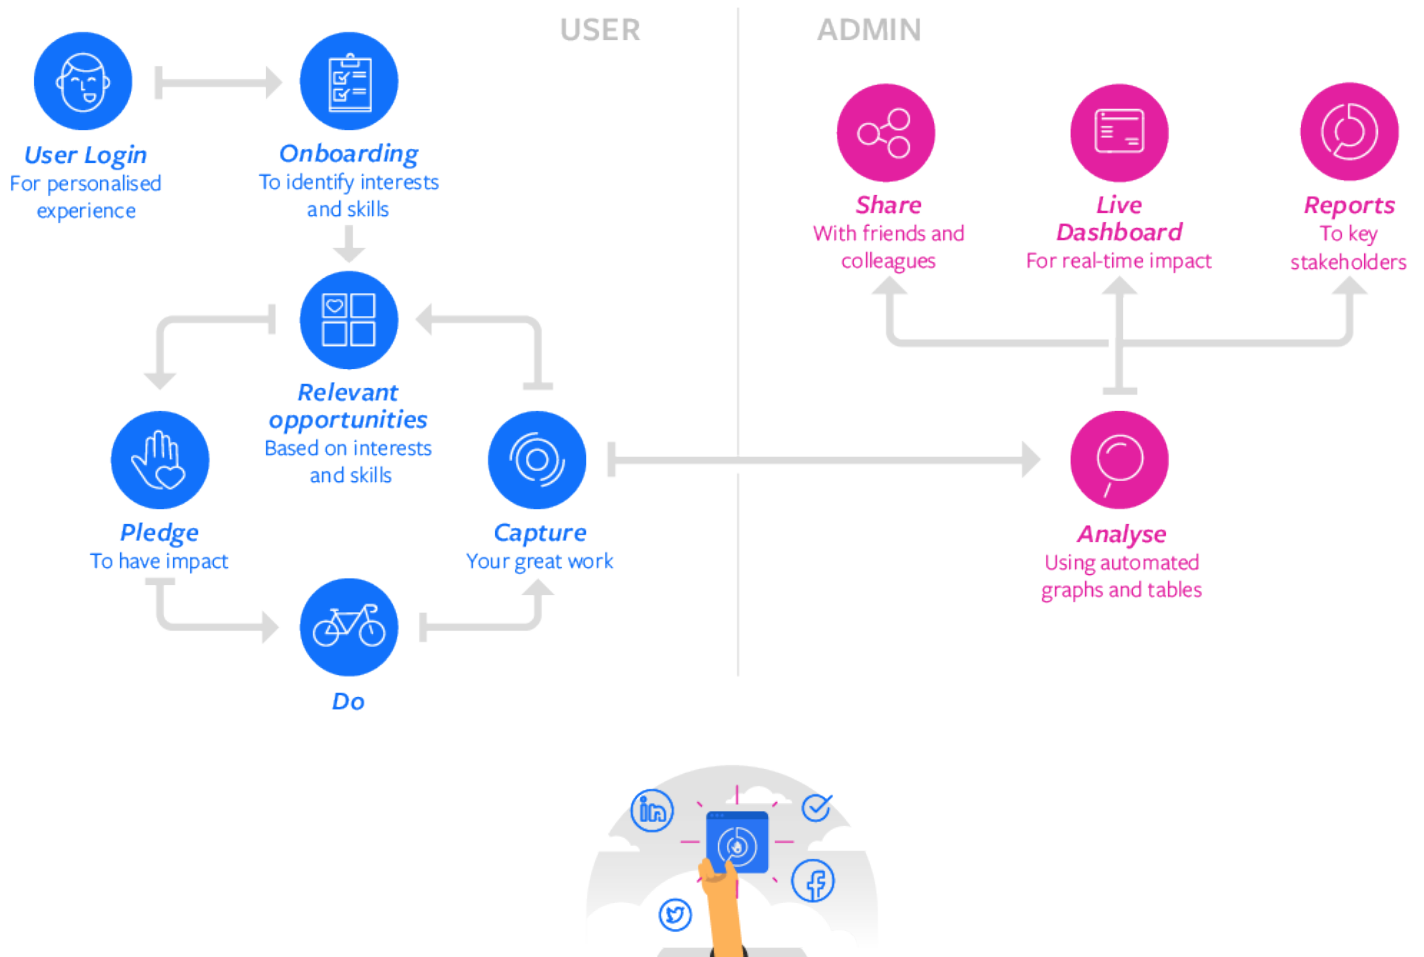 USER
ADMIN
User Login
For personalised
experience
Onboarding
To identify interests
and skills
Relevant
opportunities
Based on interests
and skills
Pledge
To have impact
Do
Capture
Your great work
Share
With friends and
colleagues
Live
Dashboard
For real-time impact
Reports
To key
stakeholders
Analyse
Using automated
graphs and tables
in
f